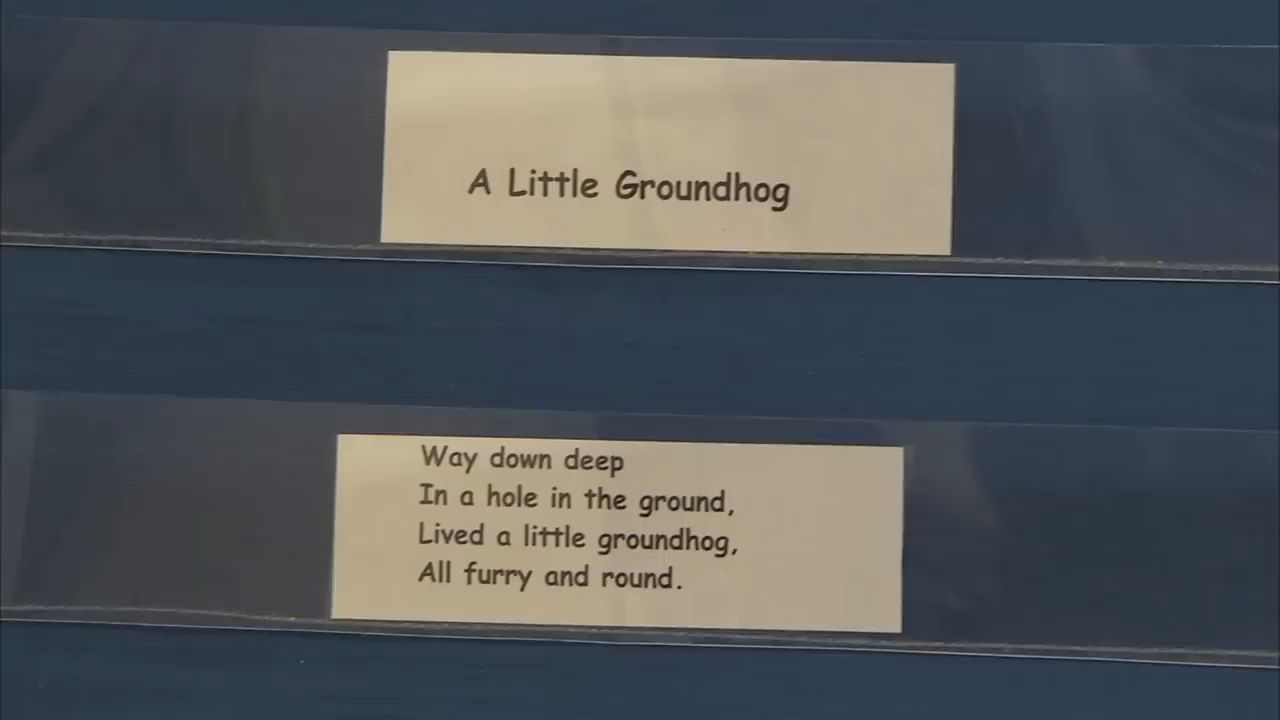 A Little Groundhog
Way down deep
In a hole in the ground,
Lived a little groundhog,
All furry and round.